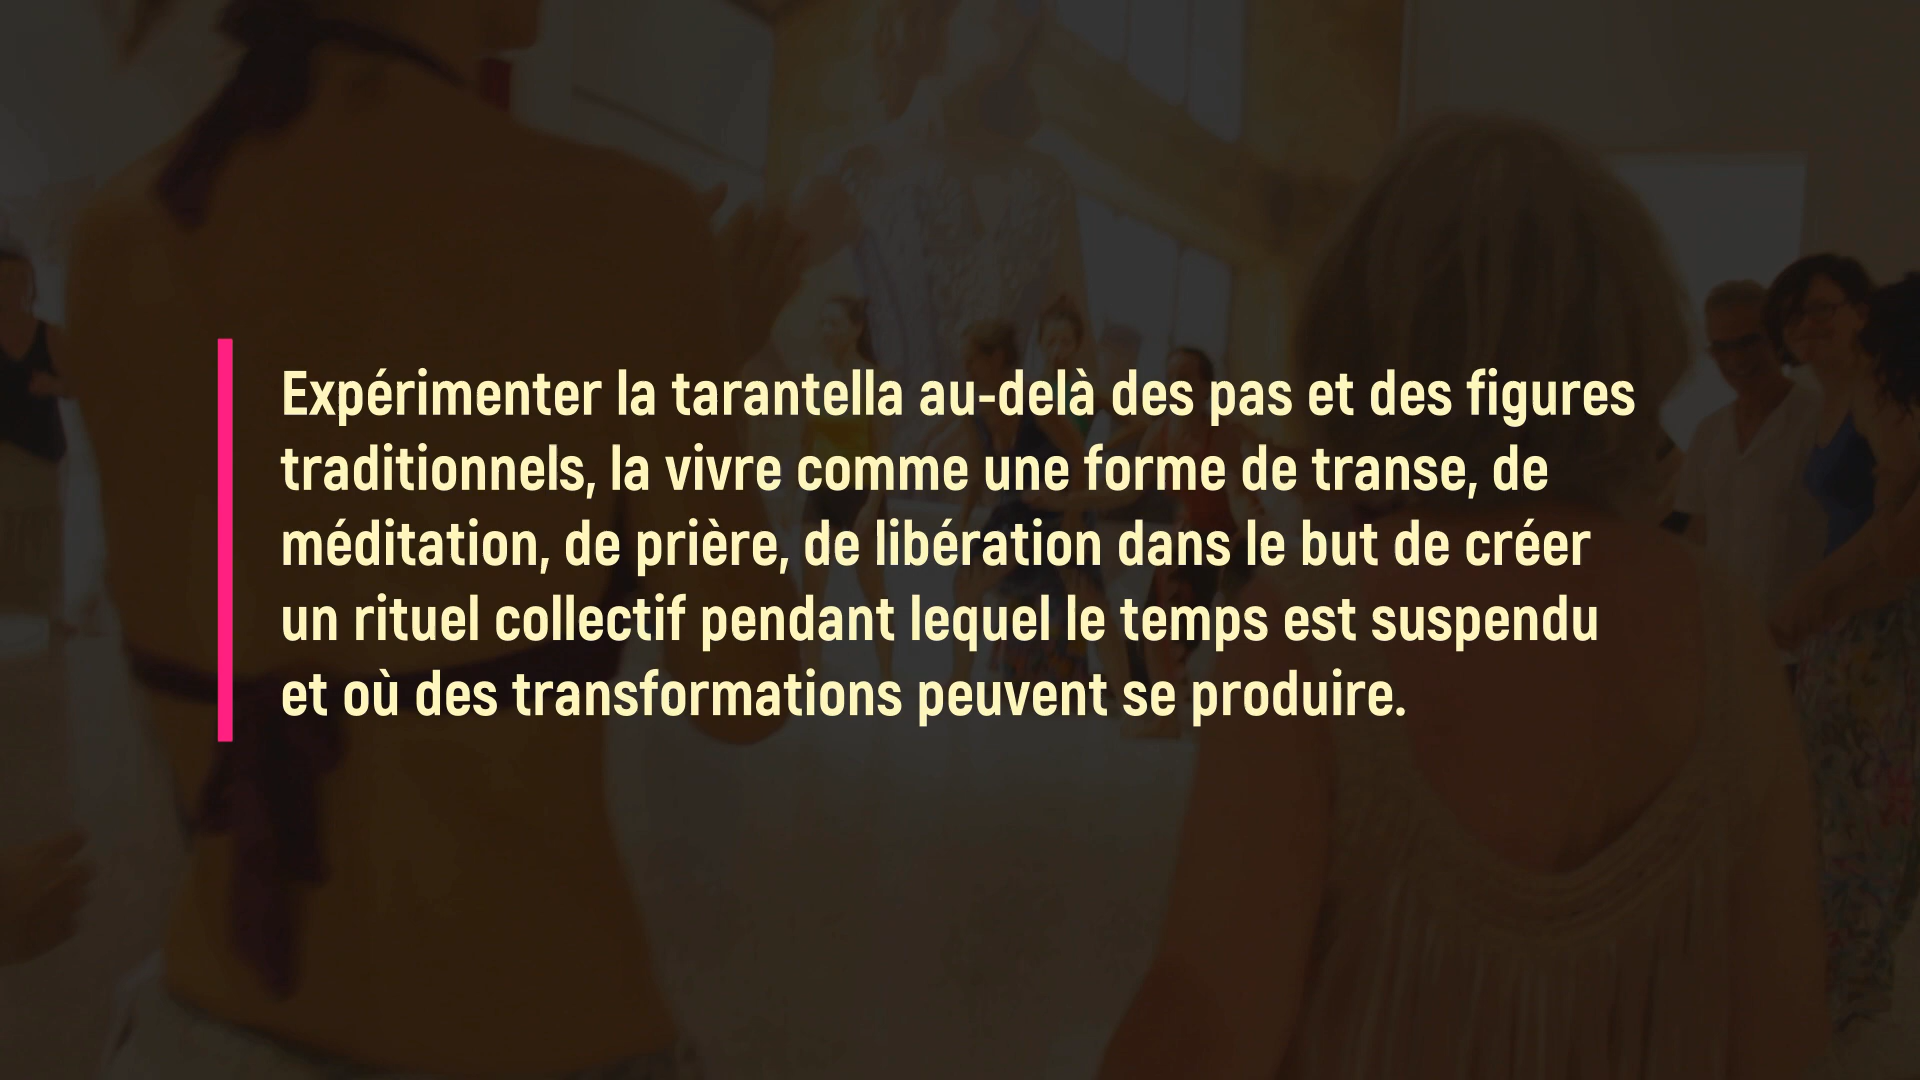 Expérimenter la tarantella au-delà des pas et des figures
traditionnels, la vivre comme une forme de transe, de
méditation, de prière, de libération dans le but de créer
un rituel collectif pendant lequel le temps est suspendu
et où des transformations peuvent se produire.